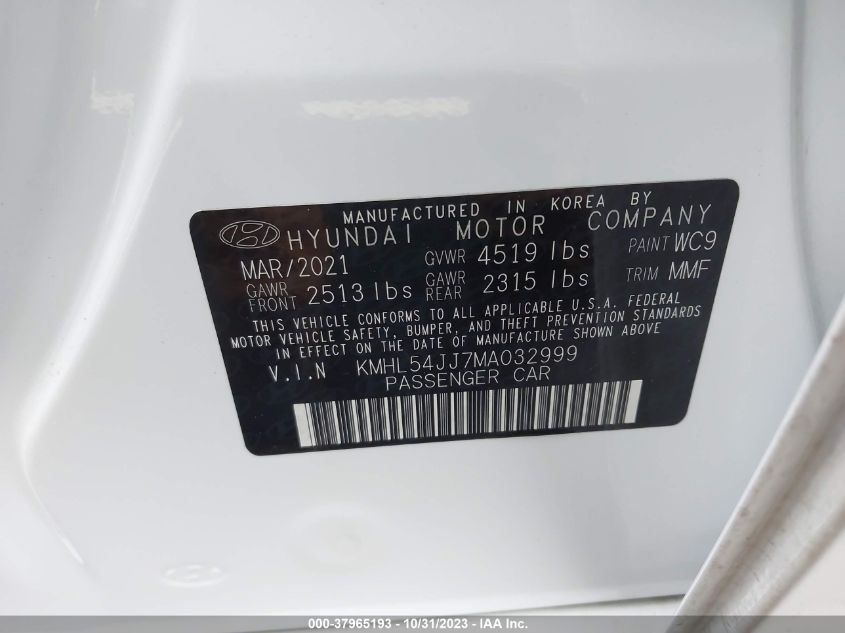 MANUFACTURED IN KOREA BY
HYUNDAI MOTOR COMPANY
MAR/2021 GVWR 4519 lbs PAINT WC9
GAWR FRONT 2513 lbs GAWR REAR 2315 lbs TRIM MMF
THIS VEHICLE CONFORMS TO ALL APPLICABLE U.S.A. FEDERAL
MOTOR VEHICLE SAFETY, BUMPER, AND THEFT PREVENTION STANDARDS
IN EFFECT ON THE DATE OF MANUFACTURE SHOWN ABOVE
V.I.N KMHL54JJ7MA032999
PASSENGER CAR
000-37965193 - 10/31/2023 - IAA Inc.